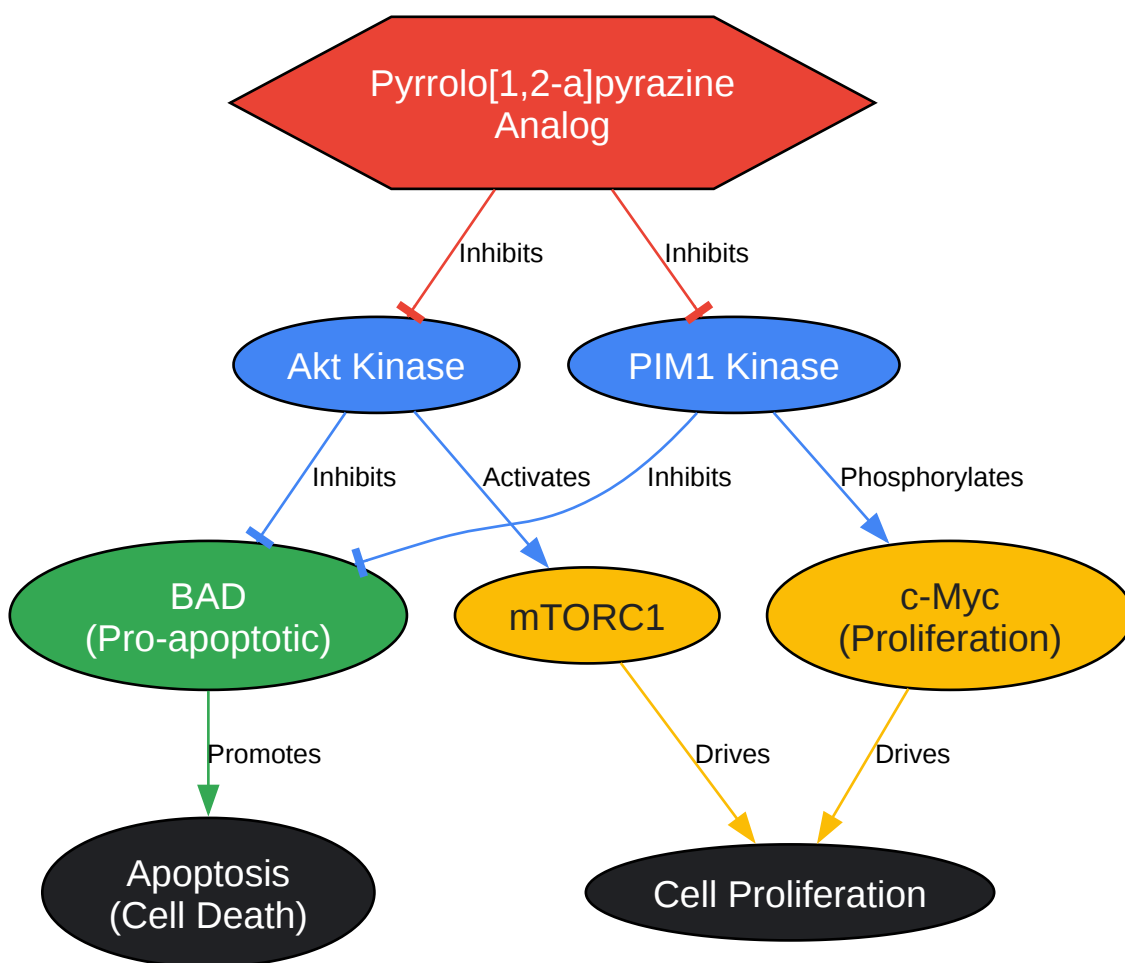 Pyrrolo[1,2-a]pyrazine
Analog
Inhibits
Inhibits
Akt Kinase
PIM1 Kinase
Inhibits
Activates
Inhibits
Phosphorylates
BAD
(Pro-apoptotic)
mTORC1
c-Myc
(Proliferation)
Promotes
Drives
Drives
Apoptosis
(Cell Death)
Cell Proliferation